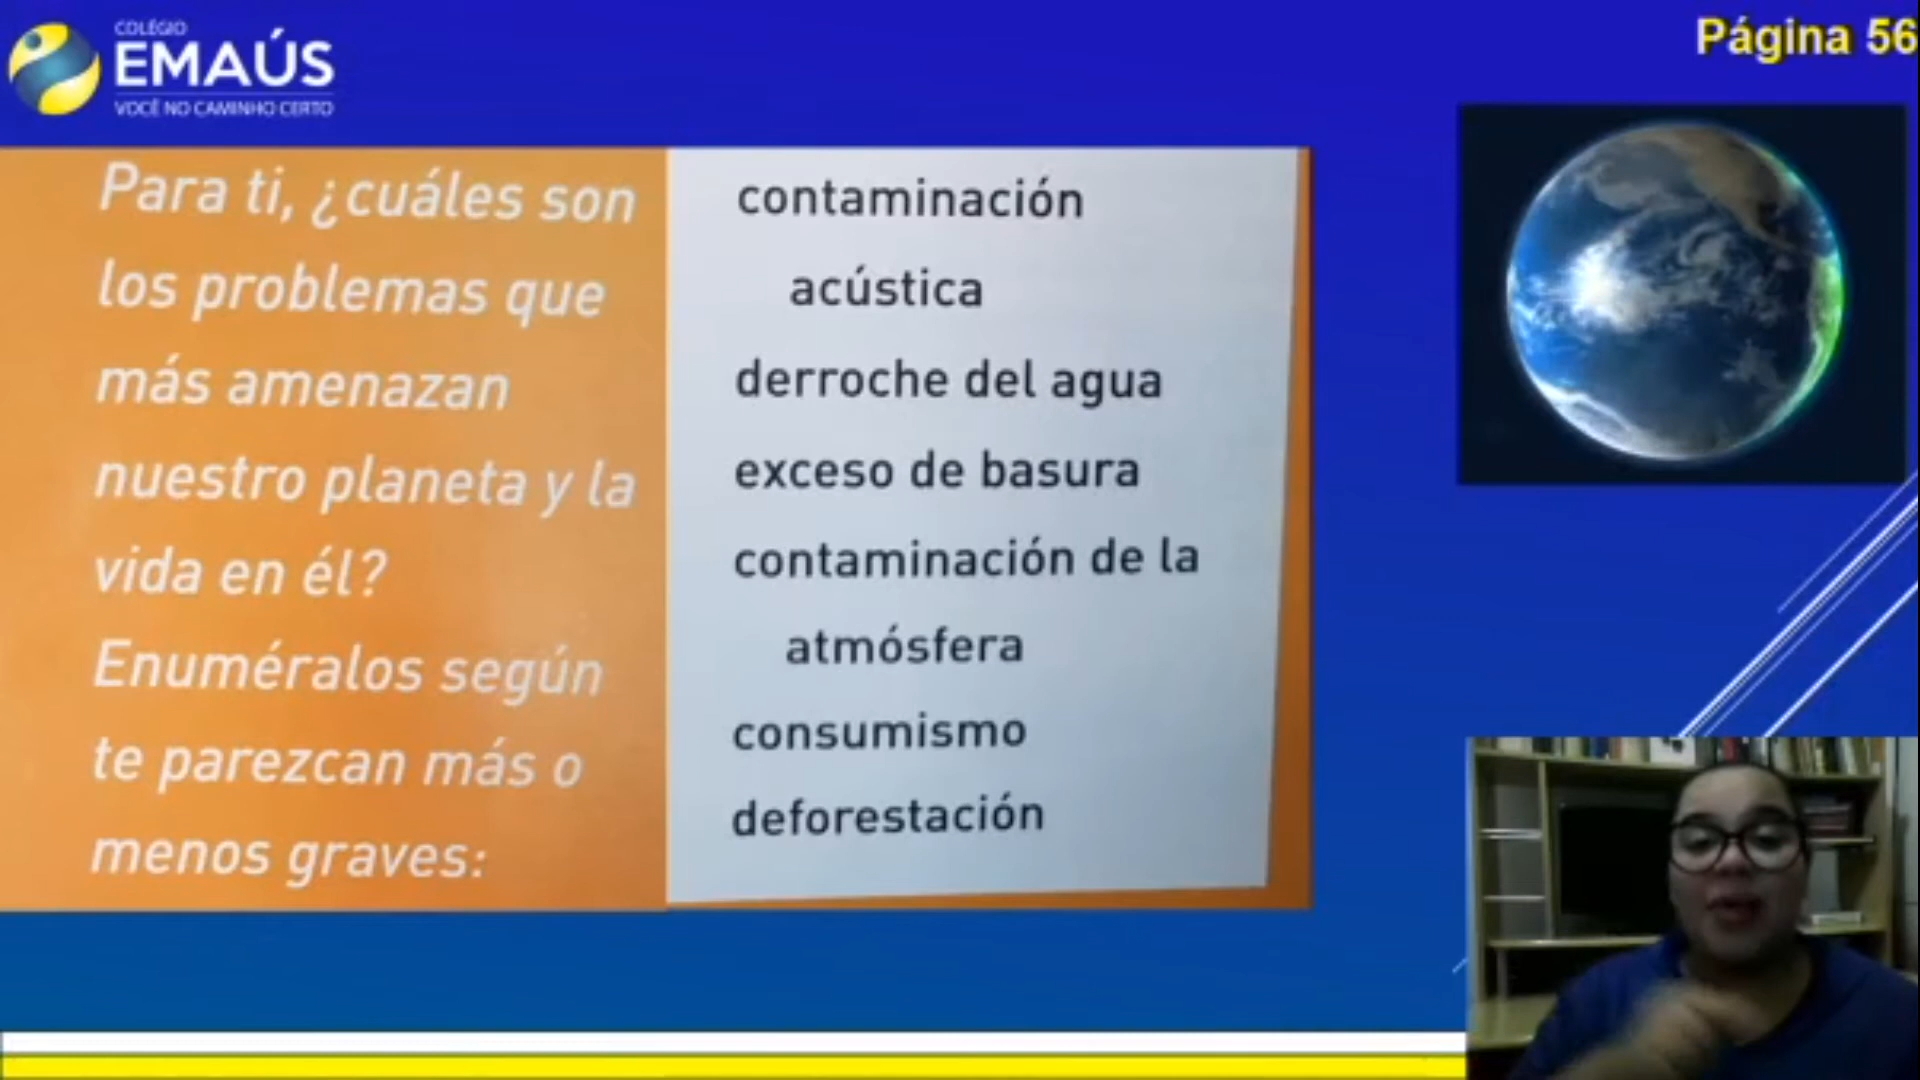 COLÉGIO
EMAÚS
VOCÊ NO CAMINHO CERTO
Página 56
Para ti, ¿cuáles son
los problemas que
más amenazan
nuestro planeta y la
vida en él?
Enuméralos según
te parezcan más o
menos graves:
contaminación
acústica
derroche del agua
exceso de basura
contaminación de la
atmósfera
consumismo
deforestación